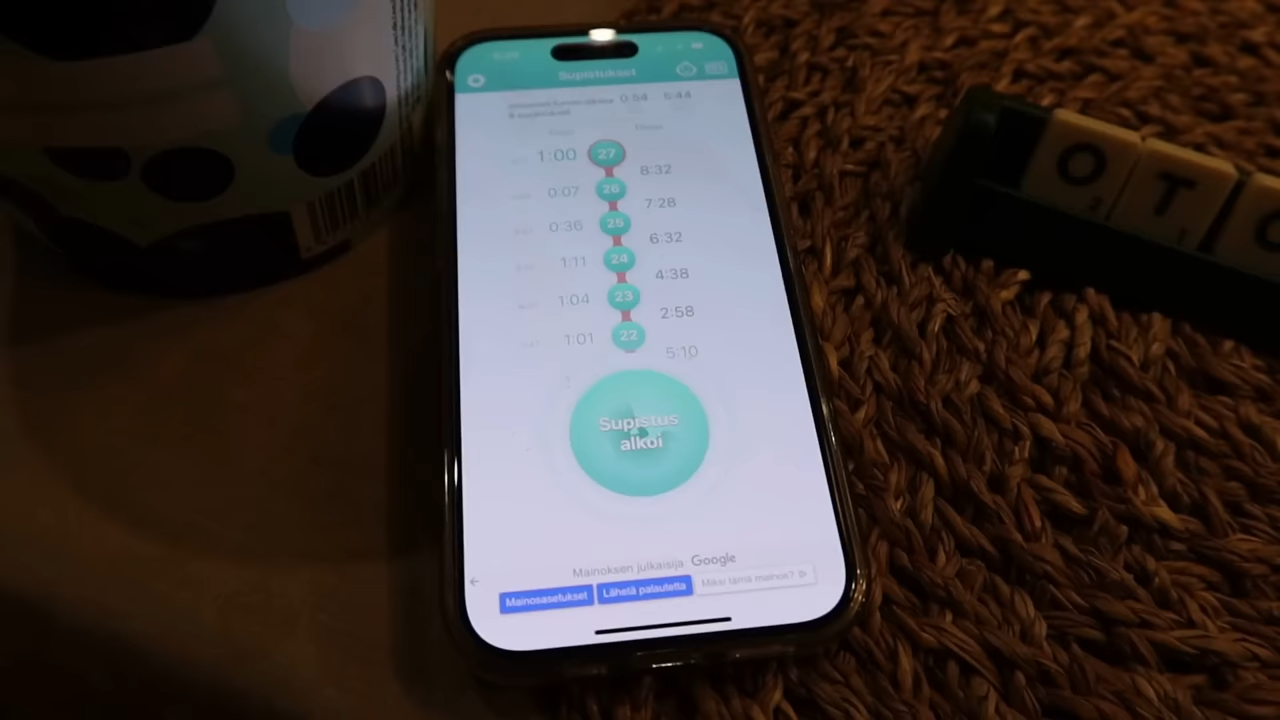 Supistukset
0:54 5:44
1:00 27
8:32
0:07 26
7:28
0:36 25
6:32
1:11 24
4:38
1:04 23
2:58
1:01 22
5:10
Supistus
alkoi
Mainoksen julkaisija Google
Mainosasetukset Lähetä palautetta Miksi tämä mainos?
O T
2 1